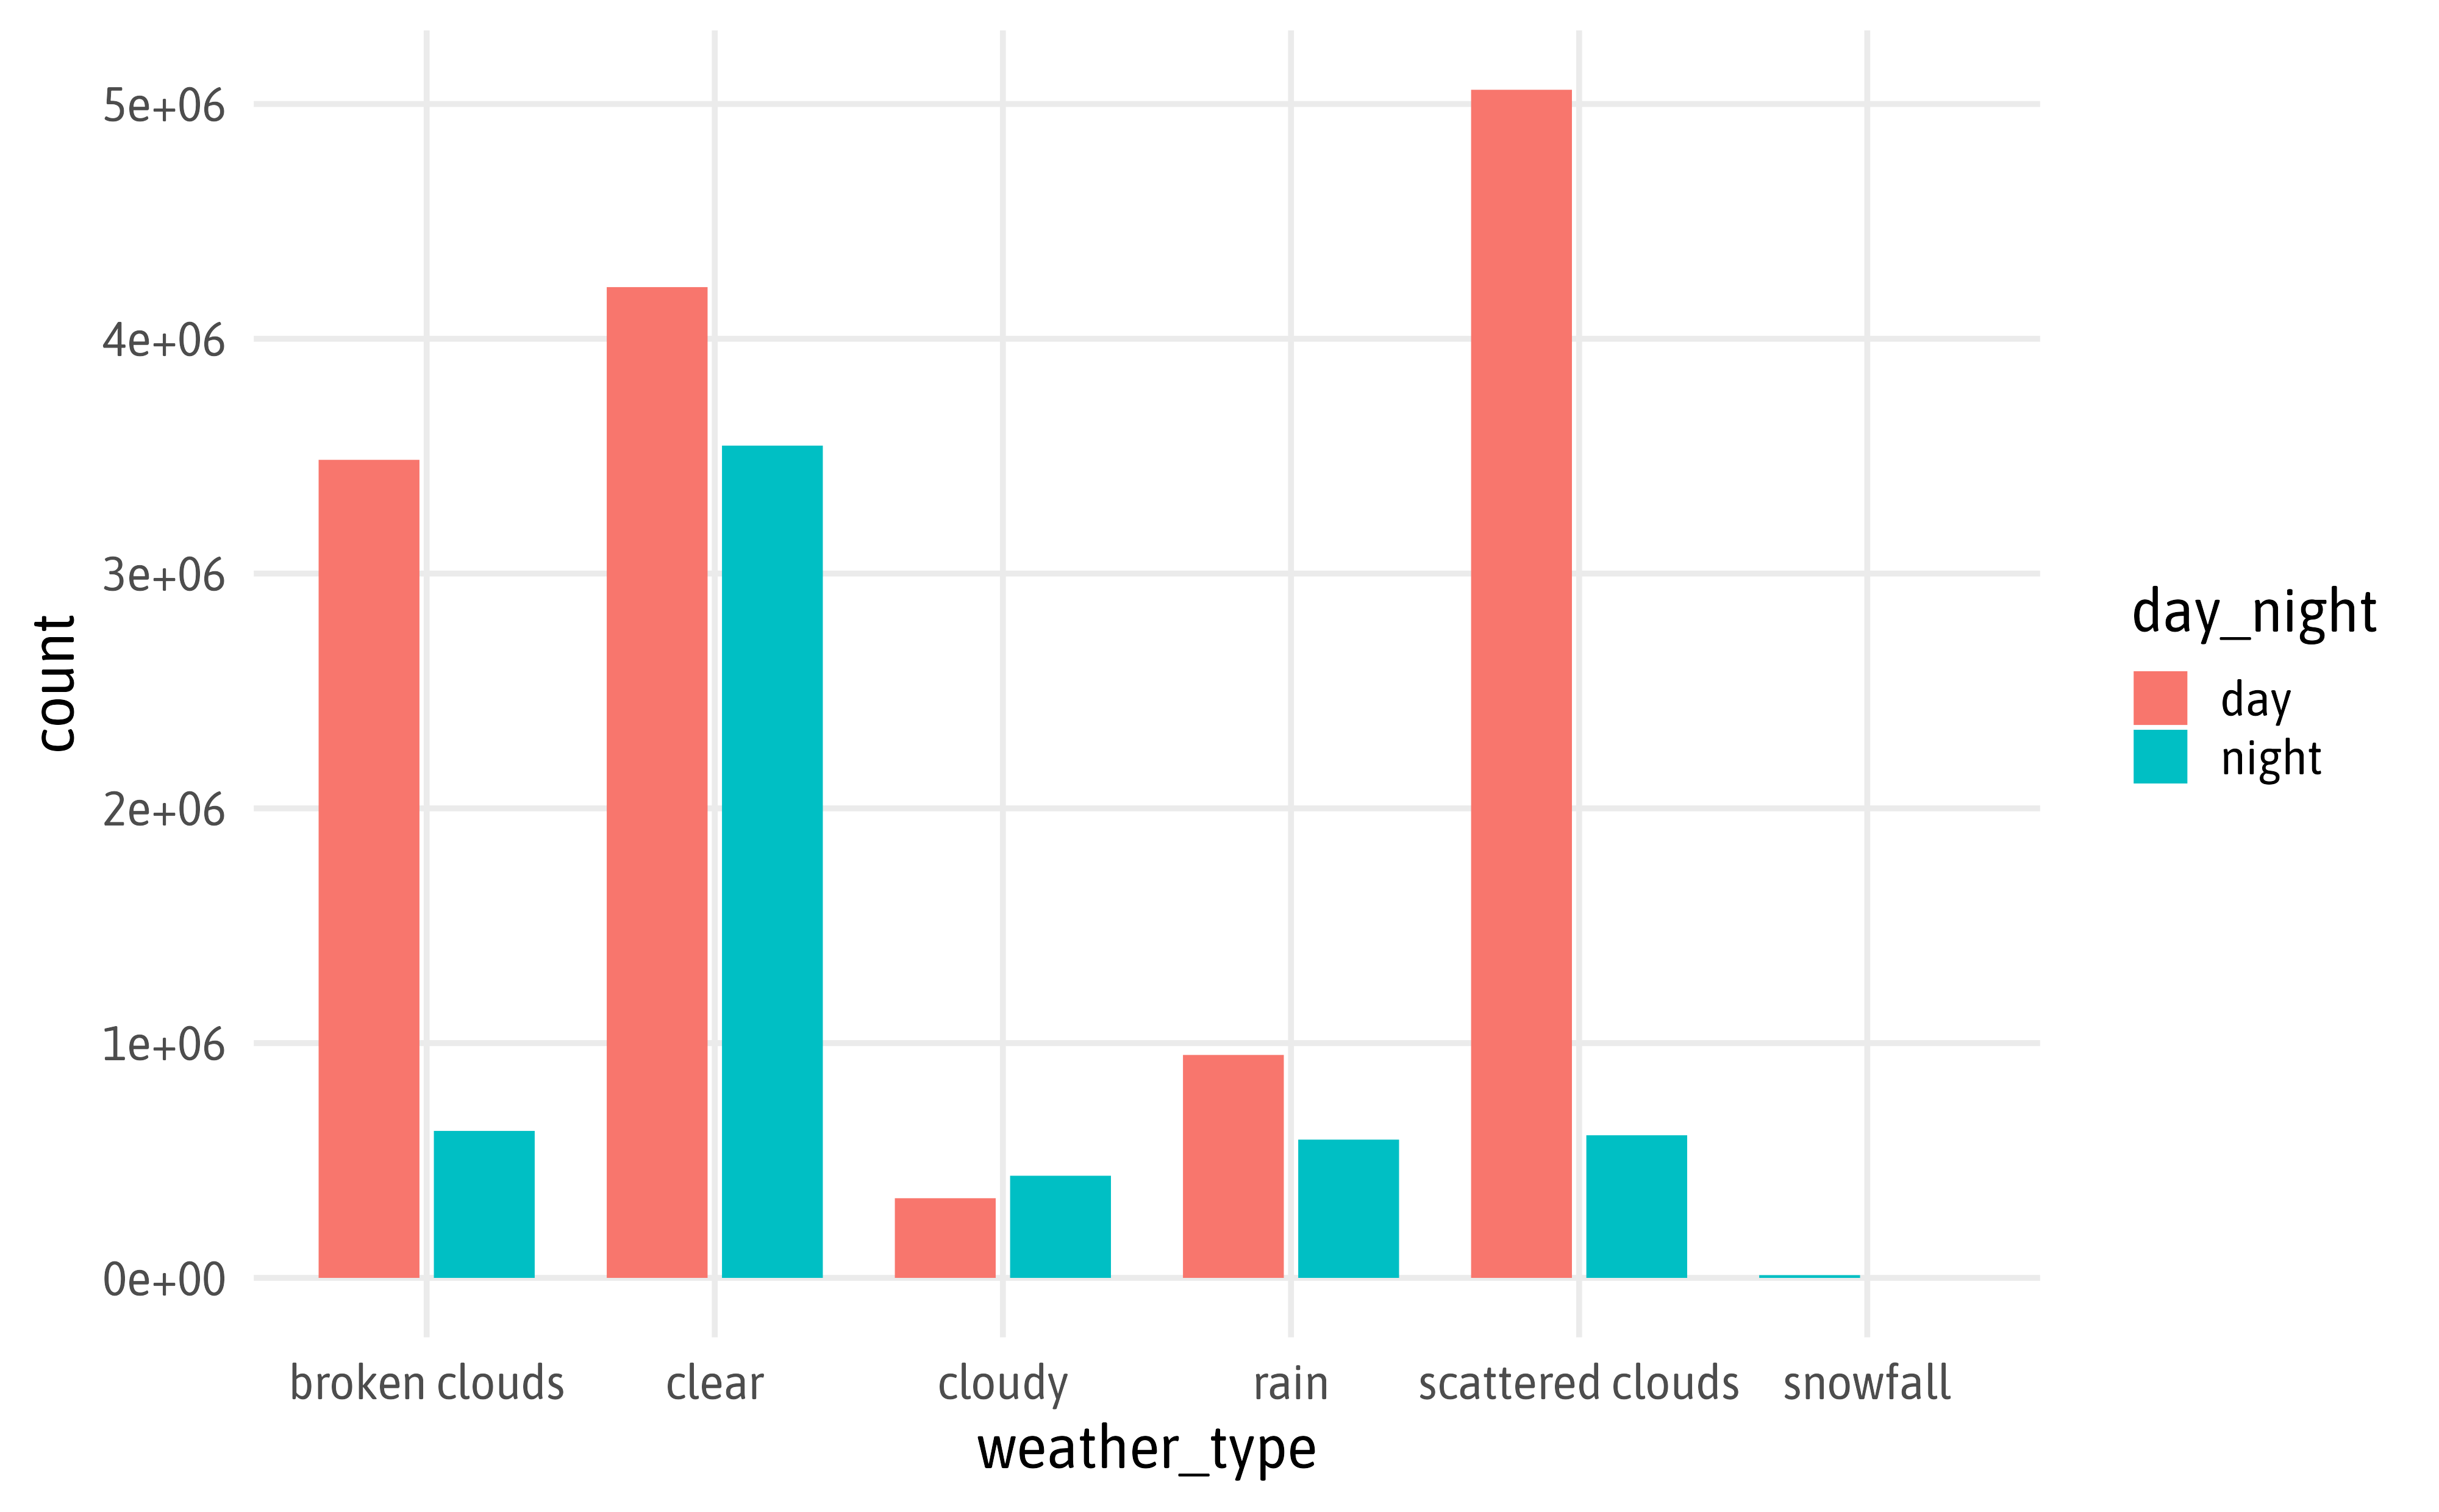 5e+06
4e+06
3e+06
2e+06
1e+06
0e+00
count
broken clouds clear cloudy rain scattered clouds snowfall
weather_type
day_night
day
night